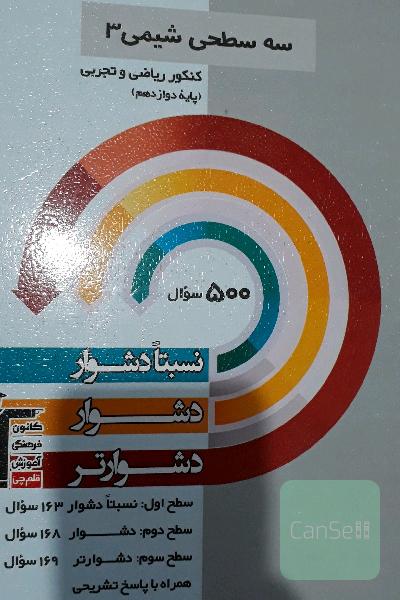 سه سطحی شیمی ۳
کنکور ریاضی و تجربی
(پایهٔ دوازدهم)
۵۰۰ سؤال
نسبتاً دشوار
دشوار
دشوارتر
کانون
فرهنگی
آموزش
قلم‌چی
سطح اول: نسبتاً دشوار ۱۶۳ سؤال
سطح دوم: دشوار ۱۶۸ سؤال
سطح سوم: دشوارتر ۱۶۹ سؤال
همراه با پاسخ تشریحی
CanSell